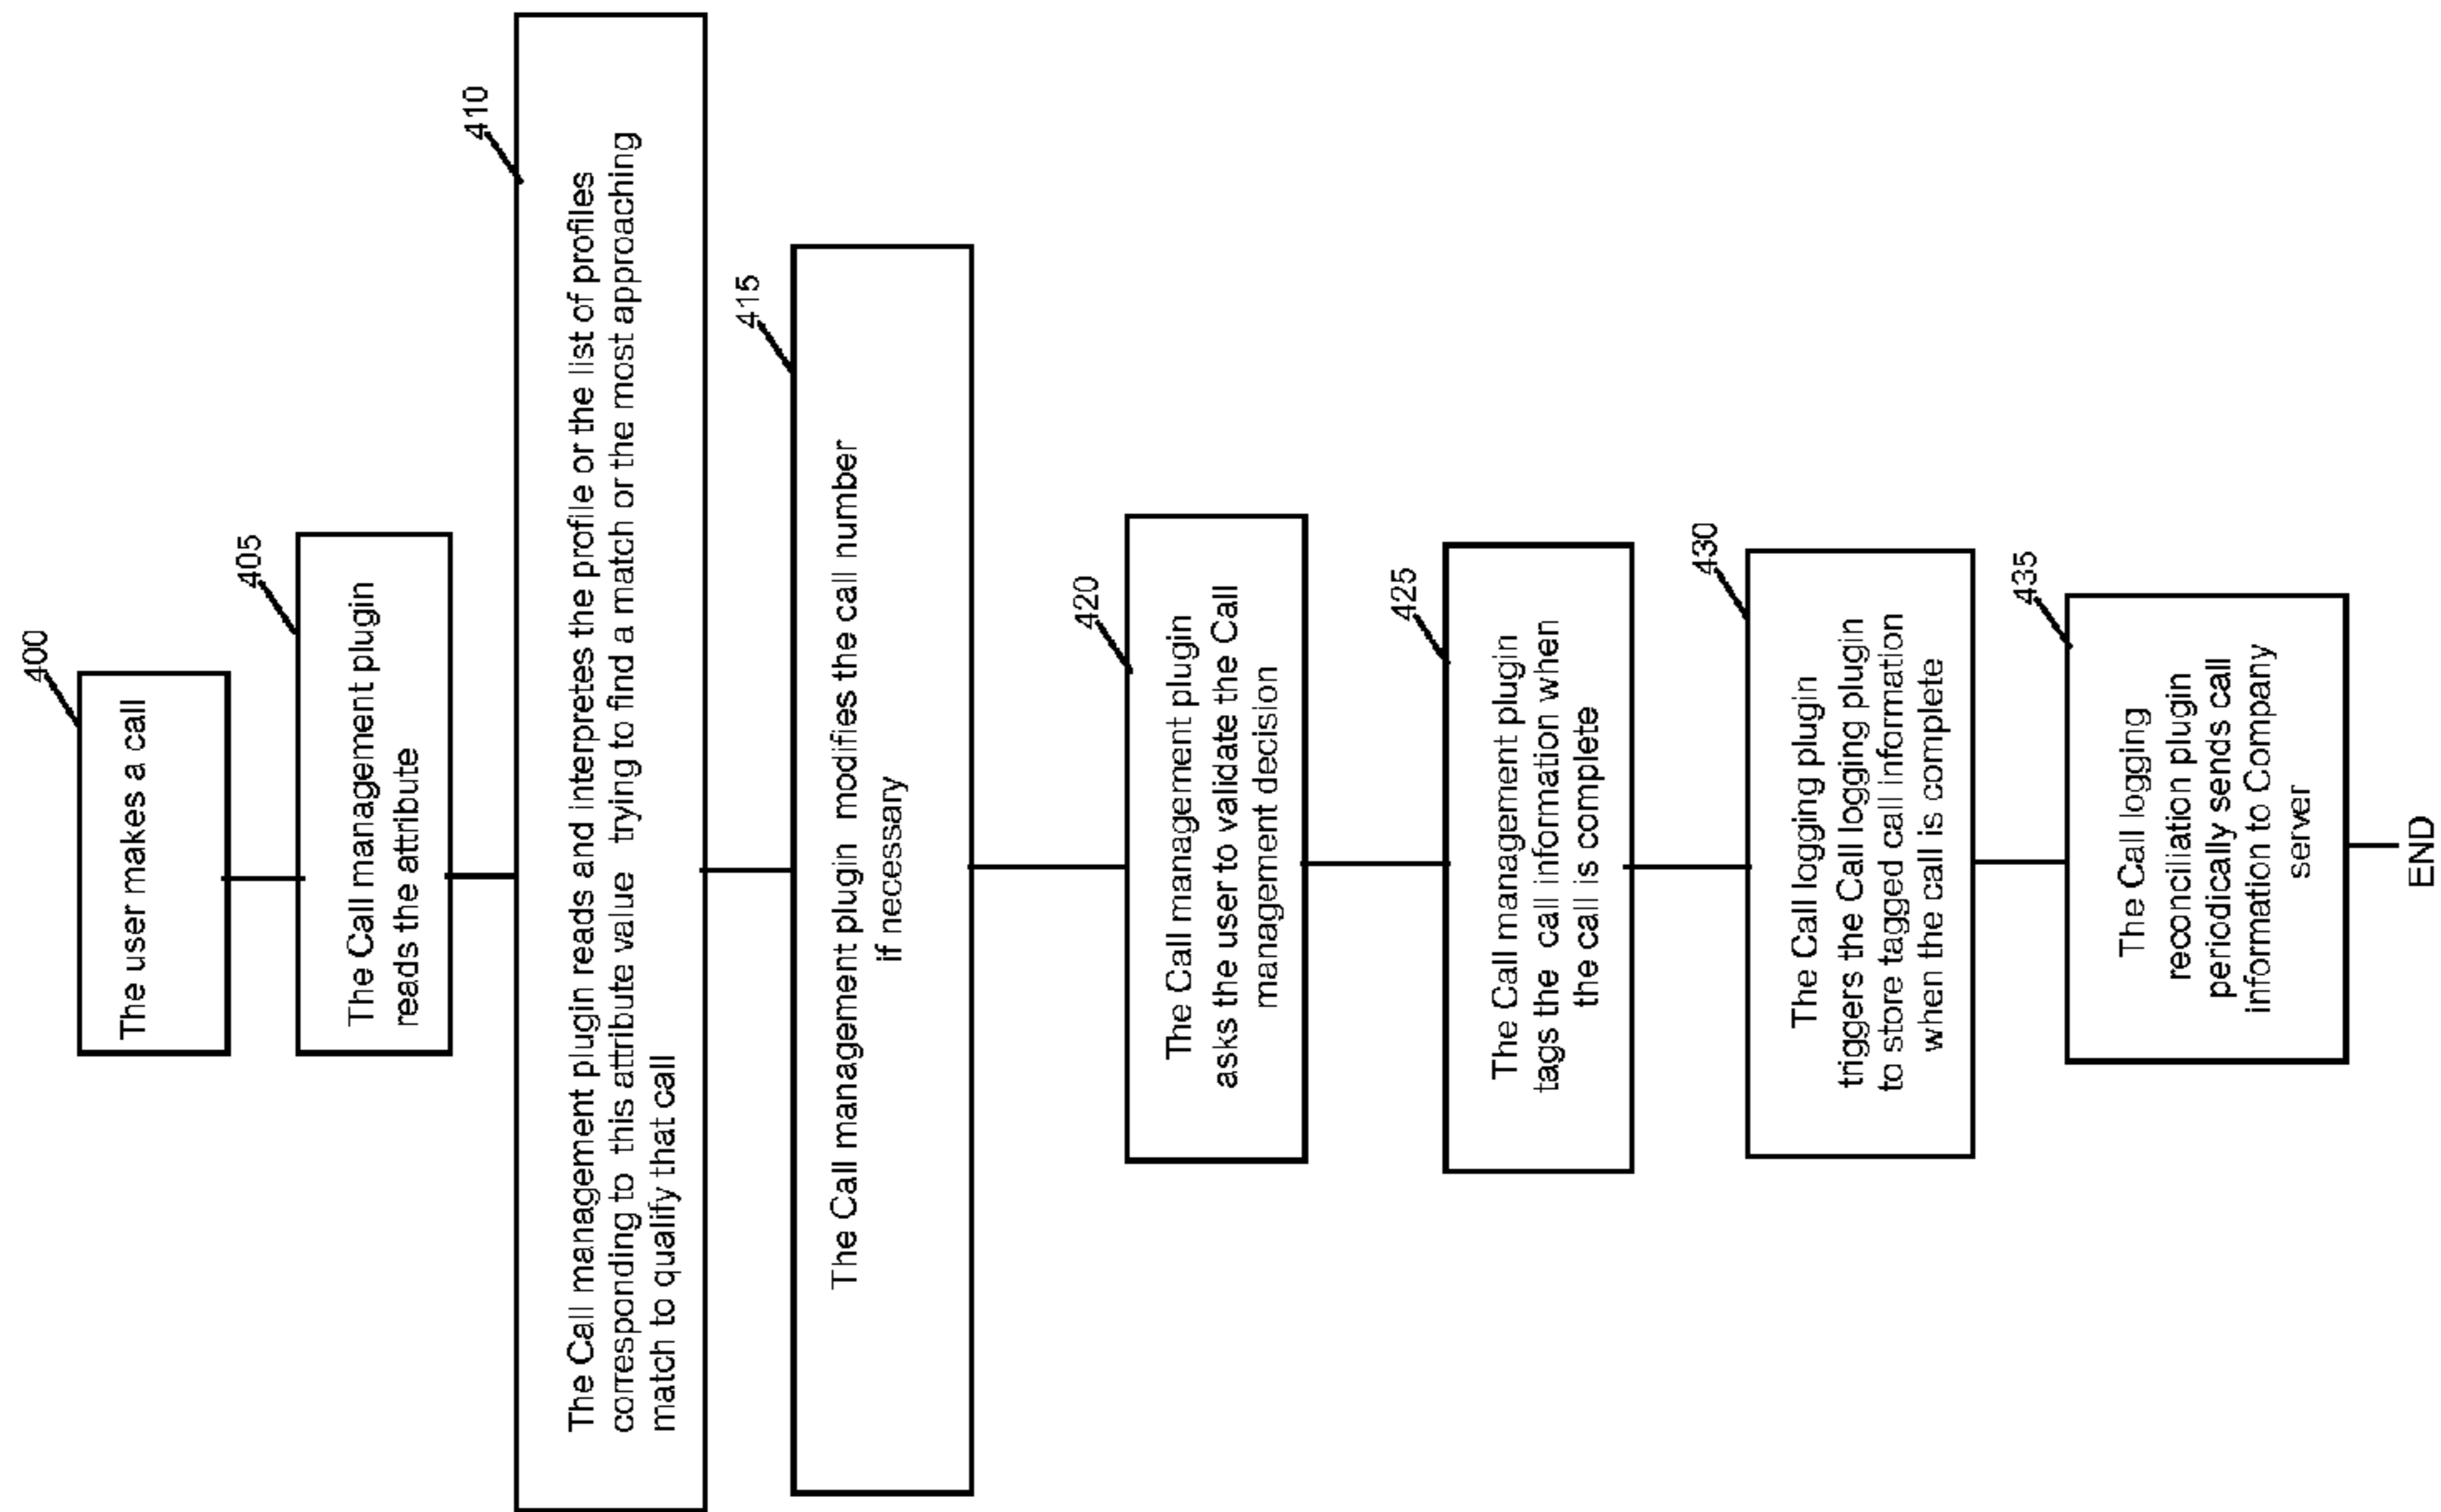 400
The user makes a call
405
The Call management plugin
reads the attribute
410
The Call management plugin reads and interpretes the profile or the list of profiles
corresponding to this attribute value trying to find a match or the most approaching
match to qualify that call
415
The Call management plugin modifies the call number
if necessary
420
The Call management plugin
asks the user to validate the Call
management decision
425
The Call management plugin
tags the call information when
the call is complete
430
The Call logging plugin
triggers the Call logging plugin
to store tagged call information
when the call is complete
435
The Call logging
reconciliation plugin
periodically sends call
information to Company
server
END